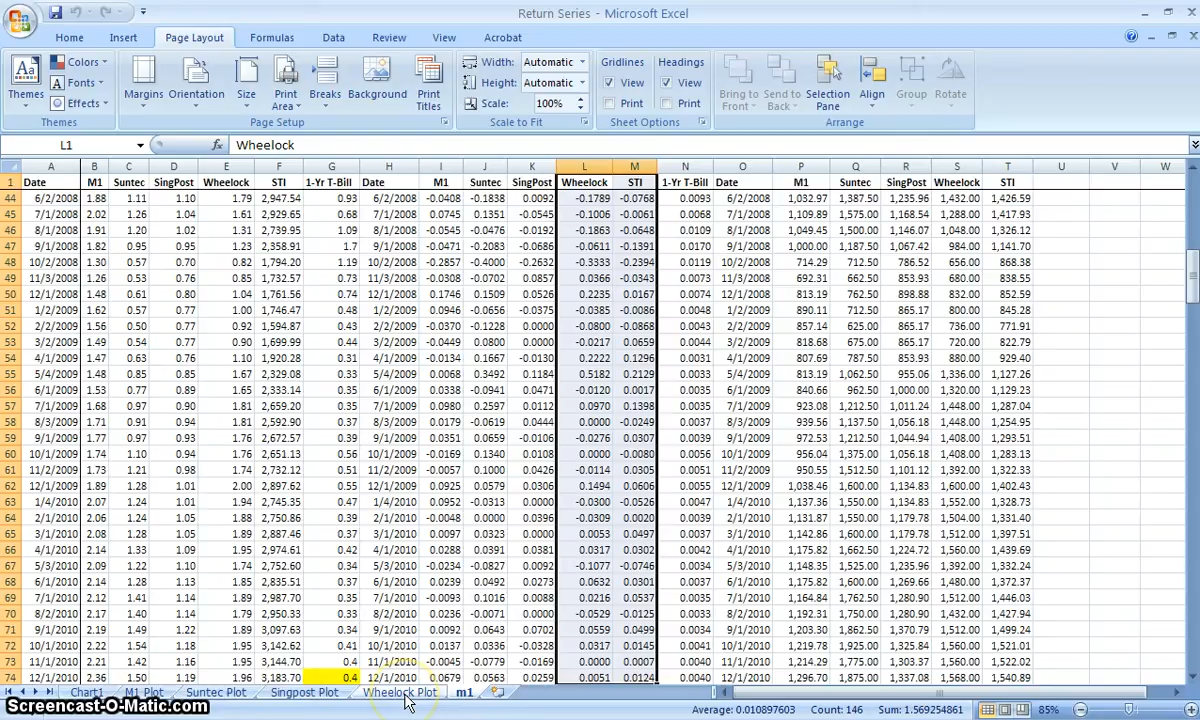 Return Series - Microsoft Excel
Home Insert Page Layout Formulas Data Review View Acrobat
Colors Width: Automatic Gridlines Headings
Aa Fonts Height: Automatic View View
Themes Effects Margins Orientation Size Print Area Breaks Background Print Titles Scale: 100% Print Print Bring to Front Send to Back Selection Pane Align Group Rotate
Themes Page Setup Scale to Fit Sheet Options Arrange
L1 fx Wheelock
A B C D E F G H I J K L M N O P Q R S T U V W
1 Date M1 Suntec SingPost Wheelock STI 1-Yr T-Bill Date M1 Suntec SingPost Wheelock STI 1-Yr T-Bill Date M1 Suntec SingPost Wheelock STI
44 6/2/2008 1.88 1.11 1.10 1.79 2,947.54 0.93 6/2/2008 -0.0408 -0.1838 0.0092 -0.1789 -0.0768 0.0093 6/2/2008 1,032.97 1,387.50 1,235.96 1,432.00 1,426.59
45 7/1/2008 2.02 1.26 1.04 1.61 2,929.65 0.68 7/1/2008 0.0745 0.1351 -0.0545 -0.1006 -0.0061 0.0068 7/1/2008 1,109.89 1,575.00 1,168.54 1,288.00 1,417.93
46 8/1/2008 1.91 1.20 1.02 1.31 2,739.95 1.09 8/1/2008 -0.0545 -0.0476 -0.0192 -0.1863 -0.0648 0.0109 8/1/2008 1,049.45 1,500.00 1,146.07 1,048.00 1,326.12
47 9/1/2008 1.82 0.95 0.95 1.23 2,358.91 1.7 9/1/2008 -0.0471 -0.2083 -0.0686 -0.0611 -0.1391 0.0170 9/1/2008 1,000.00 1,187.50 1,067.42 984.00 1,141.70
48 10/2/2008 1.30 0.57 0.70 0.82 1,794.20 1.19 10/2/2008 -0.2857 -0.4000 -0.2632 -0.3333 -0.2394 0.0119 10/2/2008 714.29 712.50 786.52 656.00 868.38
49 11/3/2008 1.26 0.53 0.76 0.85 1,732.57 0.73 11/3/2008 -0.0308 -0.0702 0.0857 0.0366 -0.0343 0.0073 11/3/2008 692.31 662.50 853.93 680.00 838.55
50 12/1/2008 1.48 0.61 0.80 1.04 1,761.56 0.74 12/1/2008 0.1746 0.1509 0.0526 0.2235 0.0167 0.0074 12/1/2008 813.19 762.50 898.88 832.00 852.59
51 1/2/2009 1.62 0.57 0.77 1.00 1,746.47 0.48 1/2/2009 0.0946 -0.0656 -0.0375 -0.0385 -0.0086 0.0048 1/2/2009 890.11 712.50 865.17 800.00 845.28
52 2/2/2009 1.56 0.50 0.77 0.92 1,594.87 0.43 2/2/2009 -0.0370 -0.1228 0.0000 -0.0800 -0.0868 0.0043 2/2/2009 857.14 625.00 865.17 736.00 771.91
53 3/2/2009 1.49 0.54 0.77 0.90 1,699.99 0.44 3/2/2009 -0.0449 0.0800 0.0000 -0.0217 0.0659 0.0044 3/2/2009 818.68 675.00 865.17 720.00 822.79
54 4/1/2009 1.47 0.63 0.76 1.10 1,920.28 0.31 4/1/2009 -0.0134 0.1667 -0.0130 0.2222 0.1296 0.0031 4/1/2009 807.69 787.50 853.93 880.00 929.40
55 5/4/2009 1.48 0.85 0.85 1.67 2,329.08 0.33 5/4/2009 0.0068 0.3492 0.1184 0.5182 0.2129 0.0033 5/4/2009 813.19 1,062.50 955.06 1,336.00 1,127.26
56 6/1/2009 1.53 0.77 0.89 1.65 2,333.14 0.35 6/1/2009 0.0338 -0.0941 0.0471 -0.0120 0.0017 0.0035 6/1/2009 840.66 962.50 1,000.00 1,320.00 1,129.23
57 7/1/2009 1.68 0.97 0.90 1.81 2,659.20 0.35 7/1/2009 0.0980 0.2597 0.0112 0.0970 0.1398 0.0035 7/1/2009 923.08 1,212.50 1,011.24 1,448.00 1,287.04
58 8/3/2009 1.71 0.91 0.94 1.81 2,592.90 0.37 8/3/2009 0.0179 -0.0619 0.0444 0.0000 -0.0249 0.0037 8/3/2009 939.56 1,137.50 1,056.18 1,448.00 1,254.95
59 9/1/2009 1.77 0.97 0.93 1.76 2,672.57 0.39 9/1/2009 0.0351 0.0659 -0.0106 -0.0276 0.0307 0.0039 9/1/2009 972.53 1,212.50 1,044.94 1,408.00 1,293.51
60 10/1/2009 1.74 1.10 0.94 1.76 2,651.13 0.56 10/1/2009 -0.0169 0.1340 0.0108 0.0000 -0.0080 0.0056 10/1/2009 956.04 1,375.00 1,056.18 1,408.00 1,283.13
61 11/2/2009 1.73 1.21 0.98 1.74 2,732.12 0.51 11/2/2009 -0.0057 0.1000 0.0426 -0.0114 0.0305 0.0051 11/2/2009 950.55 1,512.50 1,101.12 1,392.00 1,322.33
62 12/1/2009 1.89 1.28 1.01 2.00 2,897.62 0.55 12/1/2009 0.0925 0.0579 0.0306 0.1494 0.0606 0.0055 12/1/2009 1,038.46 1,600.00 1,134.83 1,600.00 1,402.43
63 1/4/2010 2.07 1.24 1.01 1.94 2,745.35 0.47 1/4/2010 0.0952 -0.0313 0.0000 -0.0300 -0.0526 0.0047 1/4/2010 1,137.36 1,550.00 1,134.83 1,552.00 1,328.73
64 2/1/2010 2.06 1.24 1.05 1.88 2,750.86 0.39 2/1/2010 -0.0048 0.0000 0.0396 -0.0309 0.0020 0.0039 2/1/2010 1,131.87 1,550.00 1,179.78 1,504.00 1,331.40
65 3/1/2010 2.08 1.28 1.05 1.89 2,887.46 0.37 3/1/2010 0.0097 0.0323 0.0000 0.0053 0.0497 0.0037 3/1/2010 1,142.86 1,600.00 1,179.78 1,512.00 1,397.51
66 4/1/2010 2.14 1.33 1.09 1.95 2,974.61 0.42 4/1/2010 0.0288 0.0391 0.0381 0.0317 0.0302 0.0042 4/1/2010 1,175.82 1,662.50 1,224.72 1,560.00 1,439.69
67 5/3/2010 2.09 1.22 1.10 1.74 2,752.60 0.34 5/3/2010 -0.0234 -0.0827 0.0092 -0.1077 -0.0746 0.0034 5/3/2010 1,148.35 1,525.00 1,235.96 1,392.00 1,332.24
68 6/1/2010 2.14 1.28 1.13 1.85 2,835.51 0.37 6/1/2010 0.0239 0.0492 0.0273 0.0632 0.0301 0.0037 6/1/2010 1,175.82 1,600.00 1,269.66 1,480.00 1,372.37
69 7/1/2010 2.12 1.41 1.14 1.89 2,987.70 0.35 7/1/2010 -0.0093 0.1016 0.0088 0.0216 0.0537 0.0035 7/1/2010 1,164.84 1,762.50 1,280.90 1,512.00 1,446.03
70 8/2/2010 2.17 1.40 1.14 1.79 2,950.33 0.33 8/2/2010 0.0236 -0.0071 0.0000 -0.0529 -0.0125 0.0033 8/2/2010 1,192.31 1,750.00 1,280.90 1,432.00 1,427.94
71 9/1/2010 2.19 1.49 1.22 1.89 3,097.63 0.34 9/1/2010 0.0092 0.0643 0.0702 0.0559 0.0499 0.0034 9/1/2010 1,203.30 1,862.50 1,370.79 1,512.00 1,499.24
72 10/1/2010 2.22 1.54 1.18 1.95 3,142.62 0.41 10/1/2010 0.0137 0.0336 -0.0328 0.0317 0.0145 0.0041 10/1/2010 1,219.78 1,925.00 1,325.84 1,560.00 1,521.01
73 11/1/2010 2.21 1.42 1.16 1.95 3,144.70 0.4 11/1/2010 -0.0045 -0.0779 -0.0169 0.0000 0.0007 0.0040 11/1/2010 1,214.29 1,775.00 1,303.37 1,560.00 1,522.02
74 12/1/2010 2.36 1.50 1.19 1.96 3,183.70 0.4 12/1/2010 0.0679 0.0563 0.0259 0.0051 0.0124 0.0040 12/1/2010 1,296.70 1,875.00 1,337.08 1,568.00 1,540.89
Chart1 M1 Plot Suntec Plot Singpost Plot Wheelock Plot m1
Screencast-O-Matic.com Average: 0.010897603 Count: 146 Sum: 1.569254861 85%